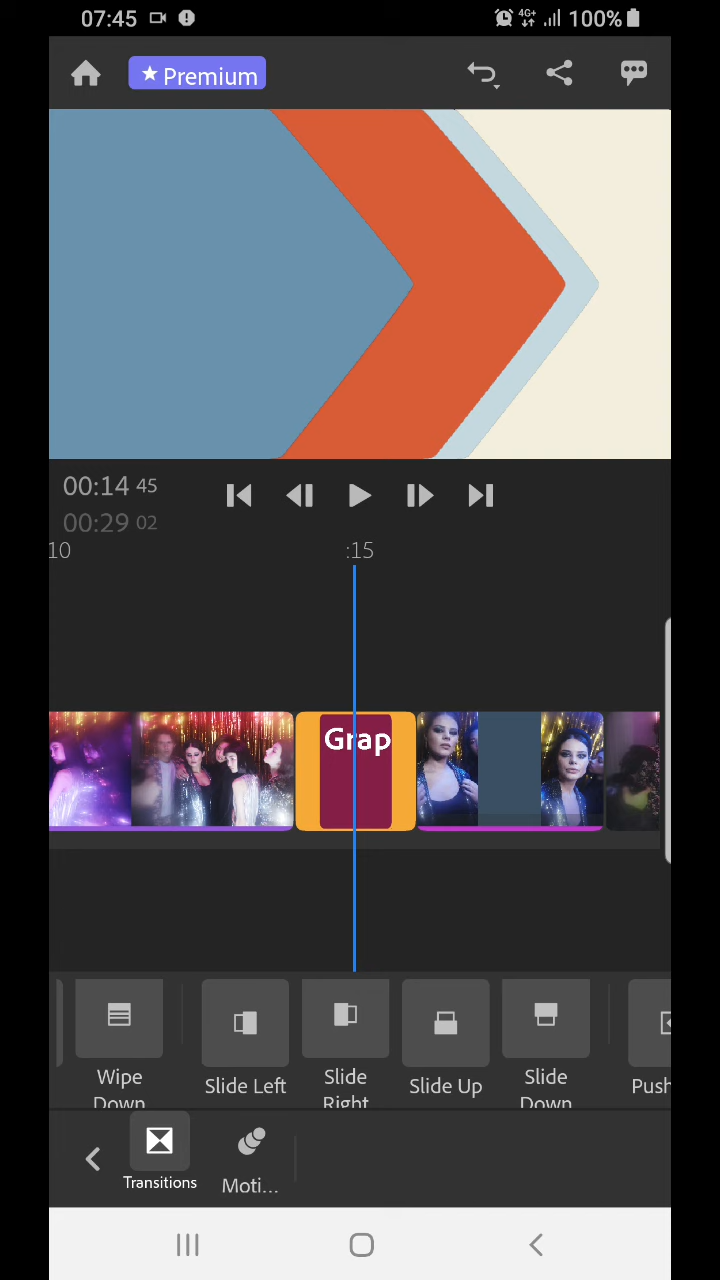 07:45
4G+
100%
Premium
00:14 45
00:29 02
10
:15
Grap
Wipe
Down
Slide Left
Slide
Right
Slide Up
Slide
Down
Push
Transitions
Moti...